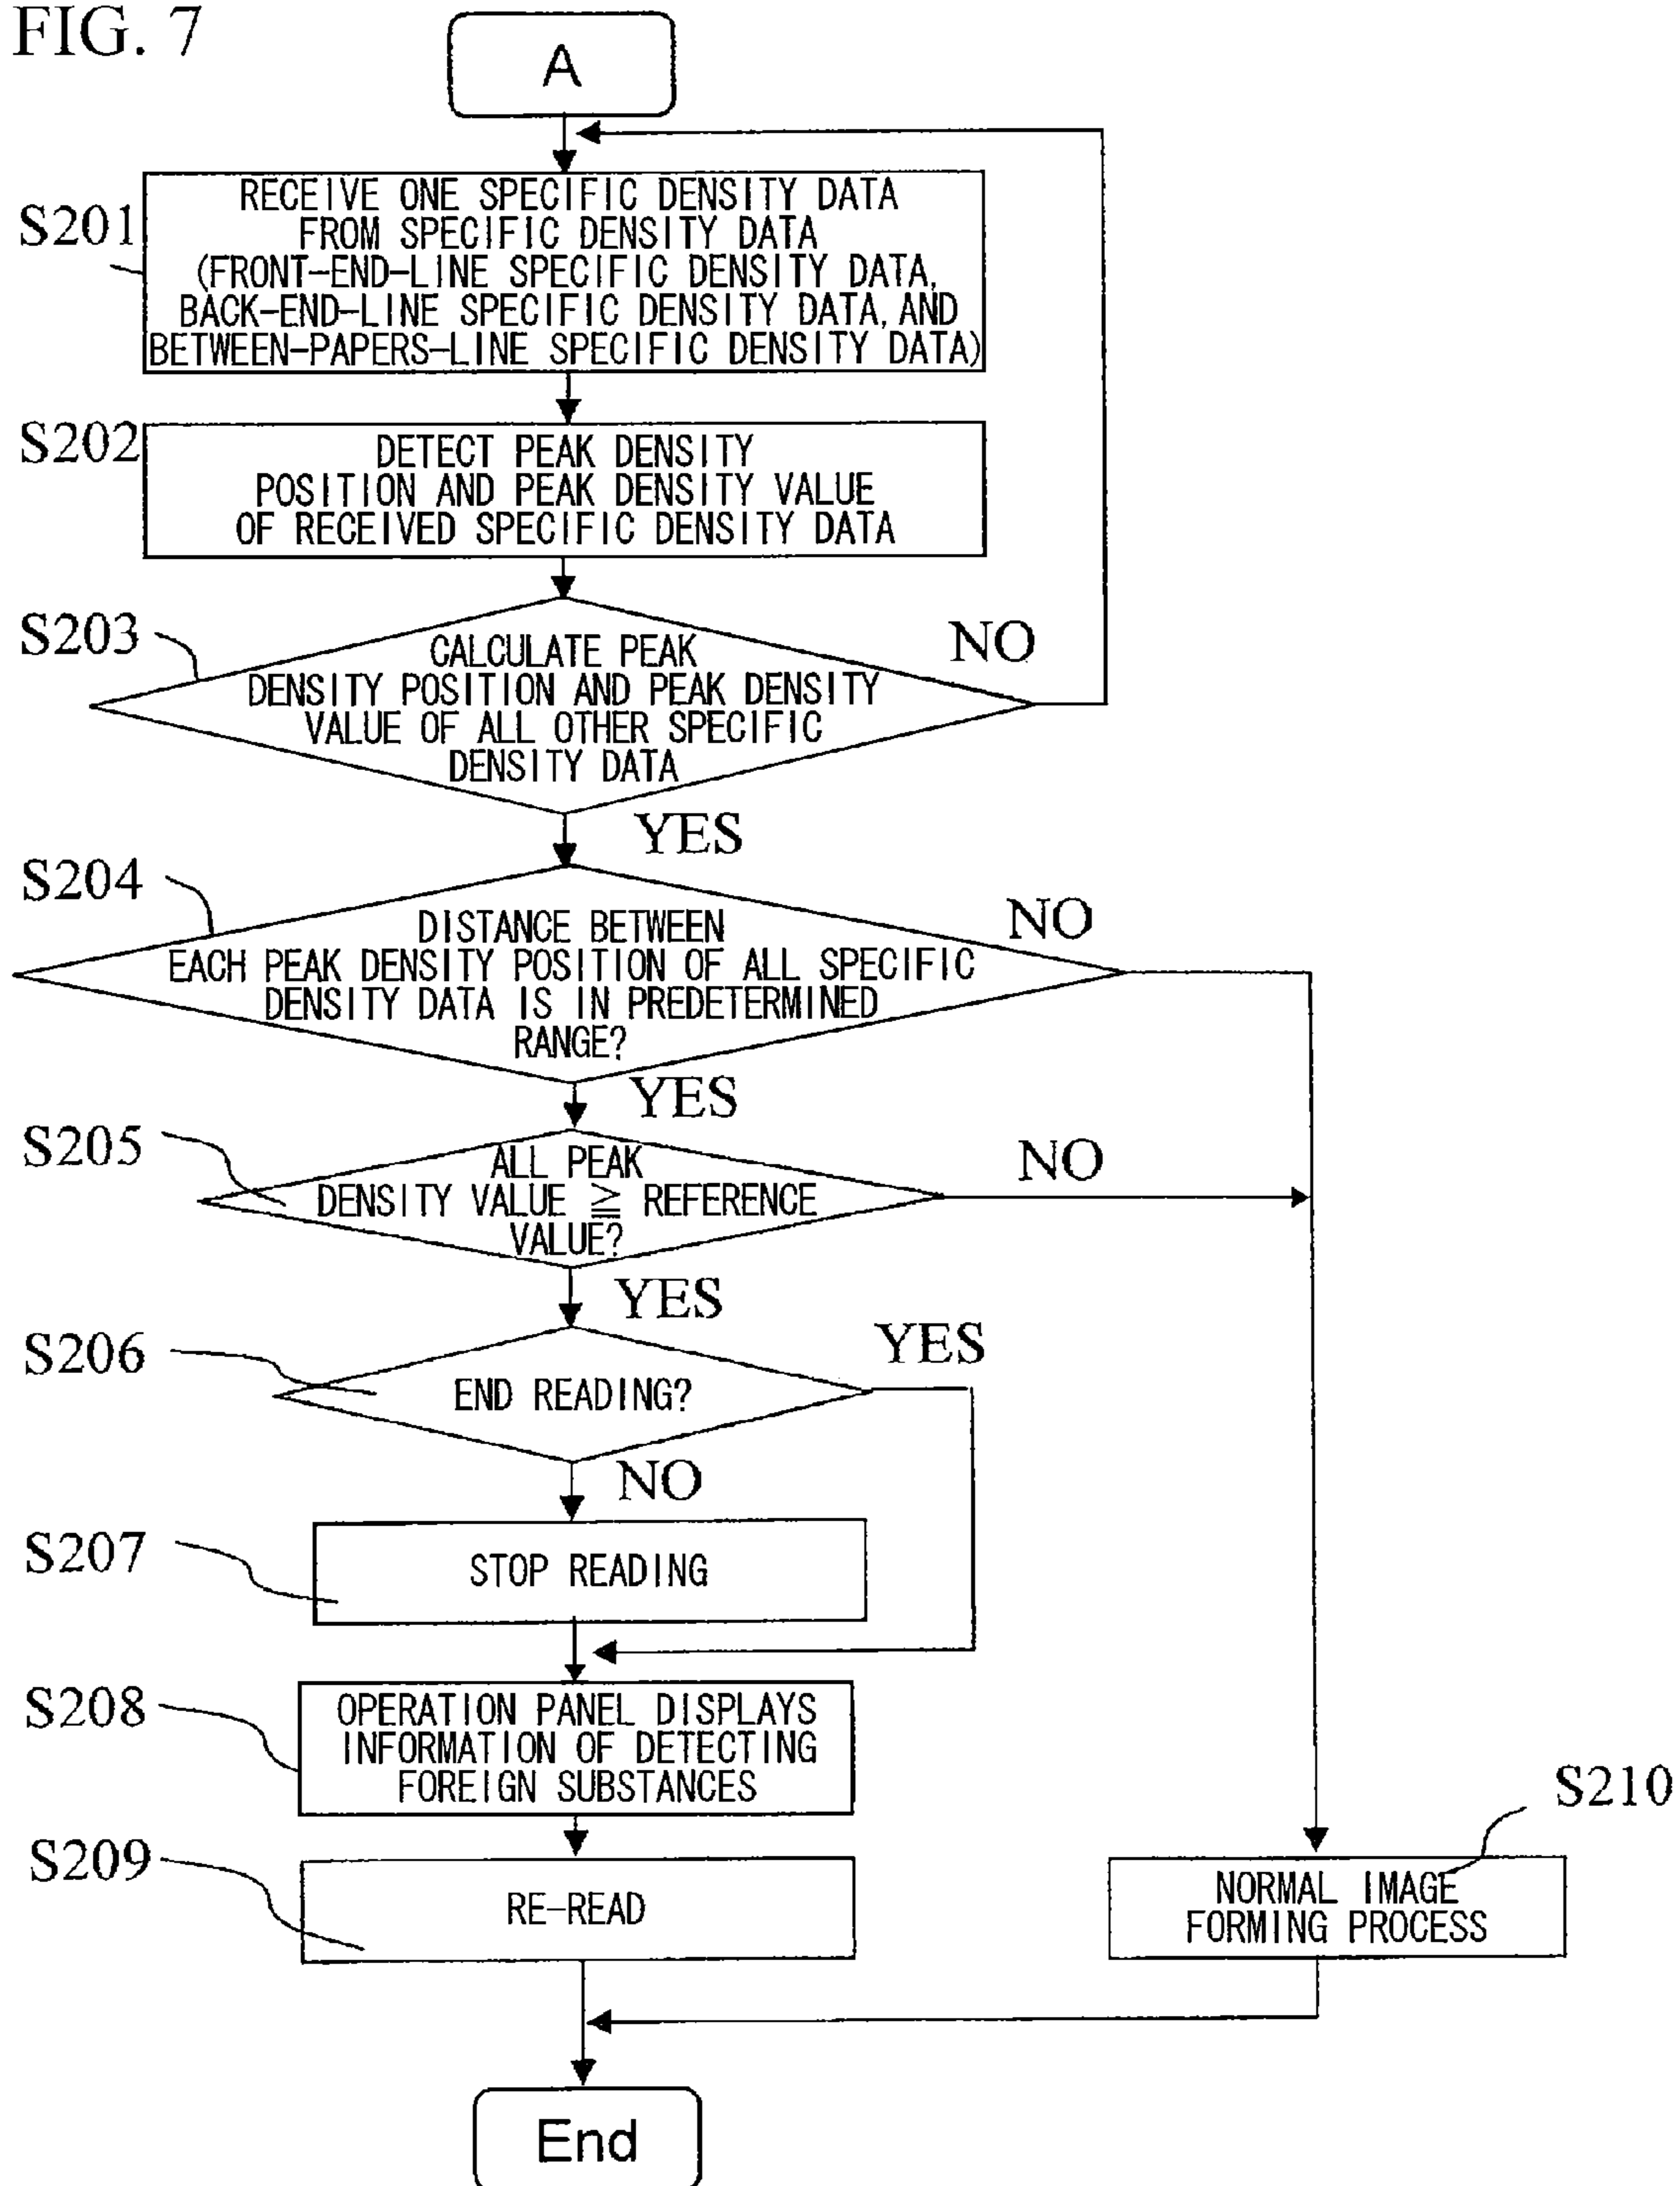 FIG. 7
A
S201
RECEIVE ONE SPECIFIC DENSITY DATA
FROM SPECIFIC DENSITY DATA
(FRONT-END-LINE SPECIFIC DENSITY DATA,
BACK-END-LINE SPECIFIC DENSITY DATA, AND
BETWEEN-PAPERS-LINE SPECIFIC DENSITY DATA)
S202
DETECT PEAK DENSITY
POSITION AND PEAK DENSITY VALUE
OF RECEIVED SPECIFIC DENSITY DATA
S203
CALCULATE PEAK
DENSITY POSITION AND PEAK DENSITY
VALUE OF ALL OTHER SPECIFIC
DENSITY DATA
NO
YES
S204
DISTANCE BETWEEN
EACH PEAK DENSITY POSITION OF ALL SPECIFIC
DENSITY DATA IS IN PREDETERMINED
RANGE?
NO
YES
S205
ALL PEAK
DENSITY VALUE ≧ REFERENCE
VALUE?
NO
YES
S206
END READING?
YES
NO
S207
STOP READING
S208
OPERATION PANEL DISPLAYS
INFORMATION OF DETECTING
FOREIGN SUBSTANCES
S209
RE-READ
S210
NORMAL IMAGE
FORMING PROCESS
End